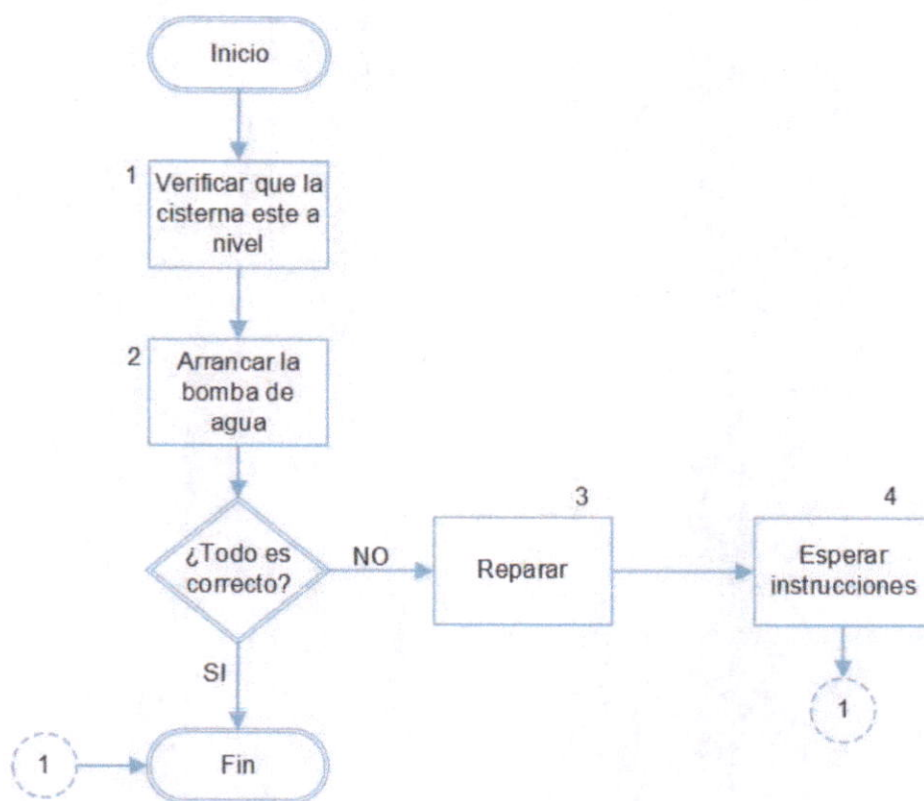 Inicio
1
Verificar que la
cisterna este a
nivel
2
Arrancar la
bomba de
agua
¿Todo es
correcto?
NO
3
Reparar
4
Esperar
instrucciones
1
SI
1
Fin